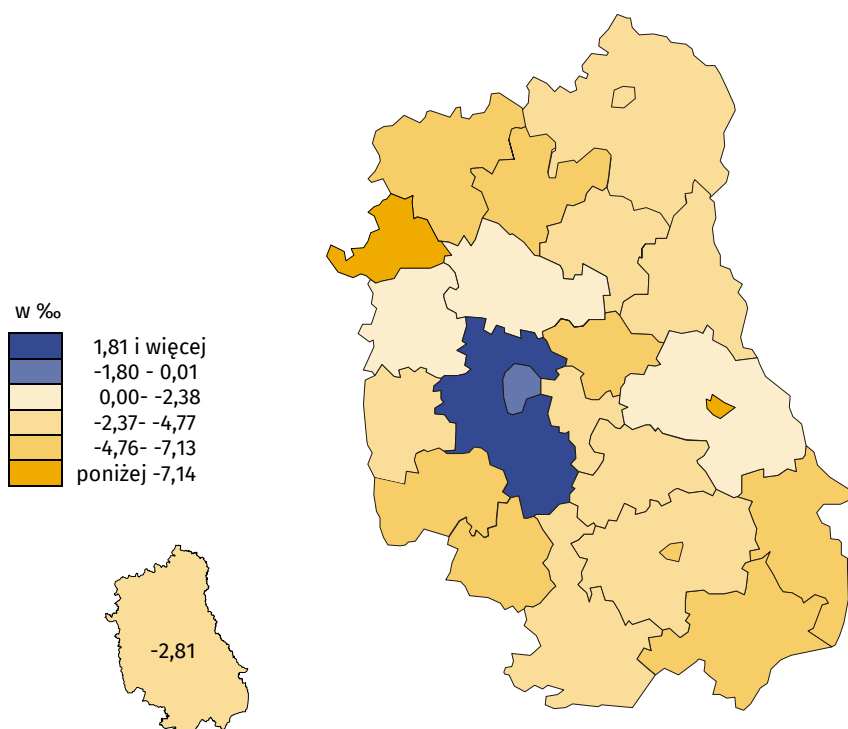 w ‰
1,81 i więcej
-1,80 - 0,01
0,00- -2,38
-2,37- -4,77
-4,76- -7,13
poniżej -7,14
-2,81